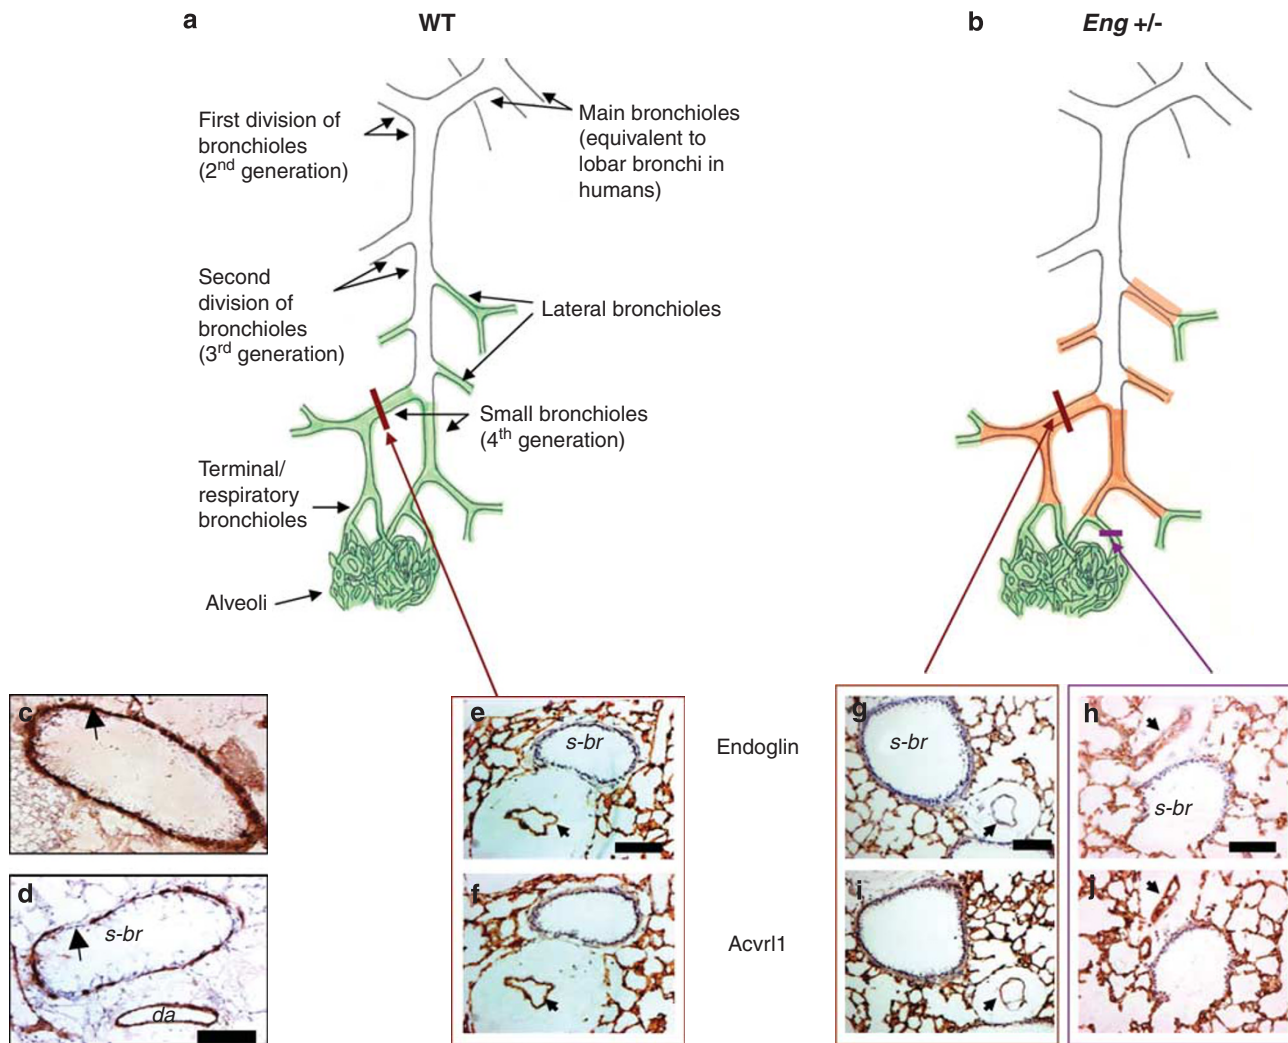 a
WT
b
Eng +/-
First division of
bronchioles
(2nd generation)
Main bronchioles
(equivalent to
lobar bronchi in
humans)
Second
division of
bronchioles
(3rd generation)
Lateral bronchioles
Small bronchioles
(4th generation)
Terminal/
respiratory
bronchioles
Alveoli
c
d
s-br
da
e
s-br
f
Endoglin
Acvrl1
g
s-br
h
s-br
i
j